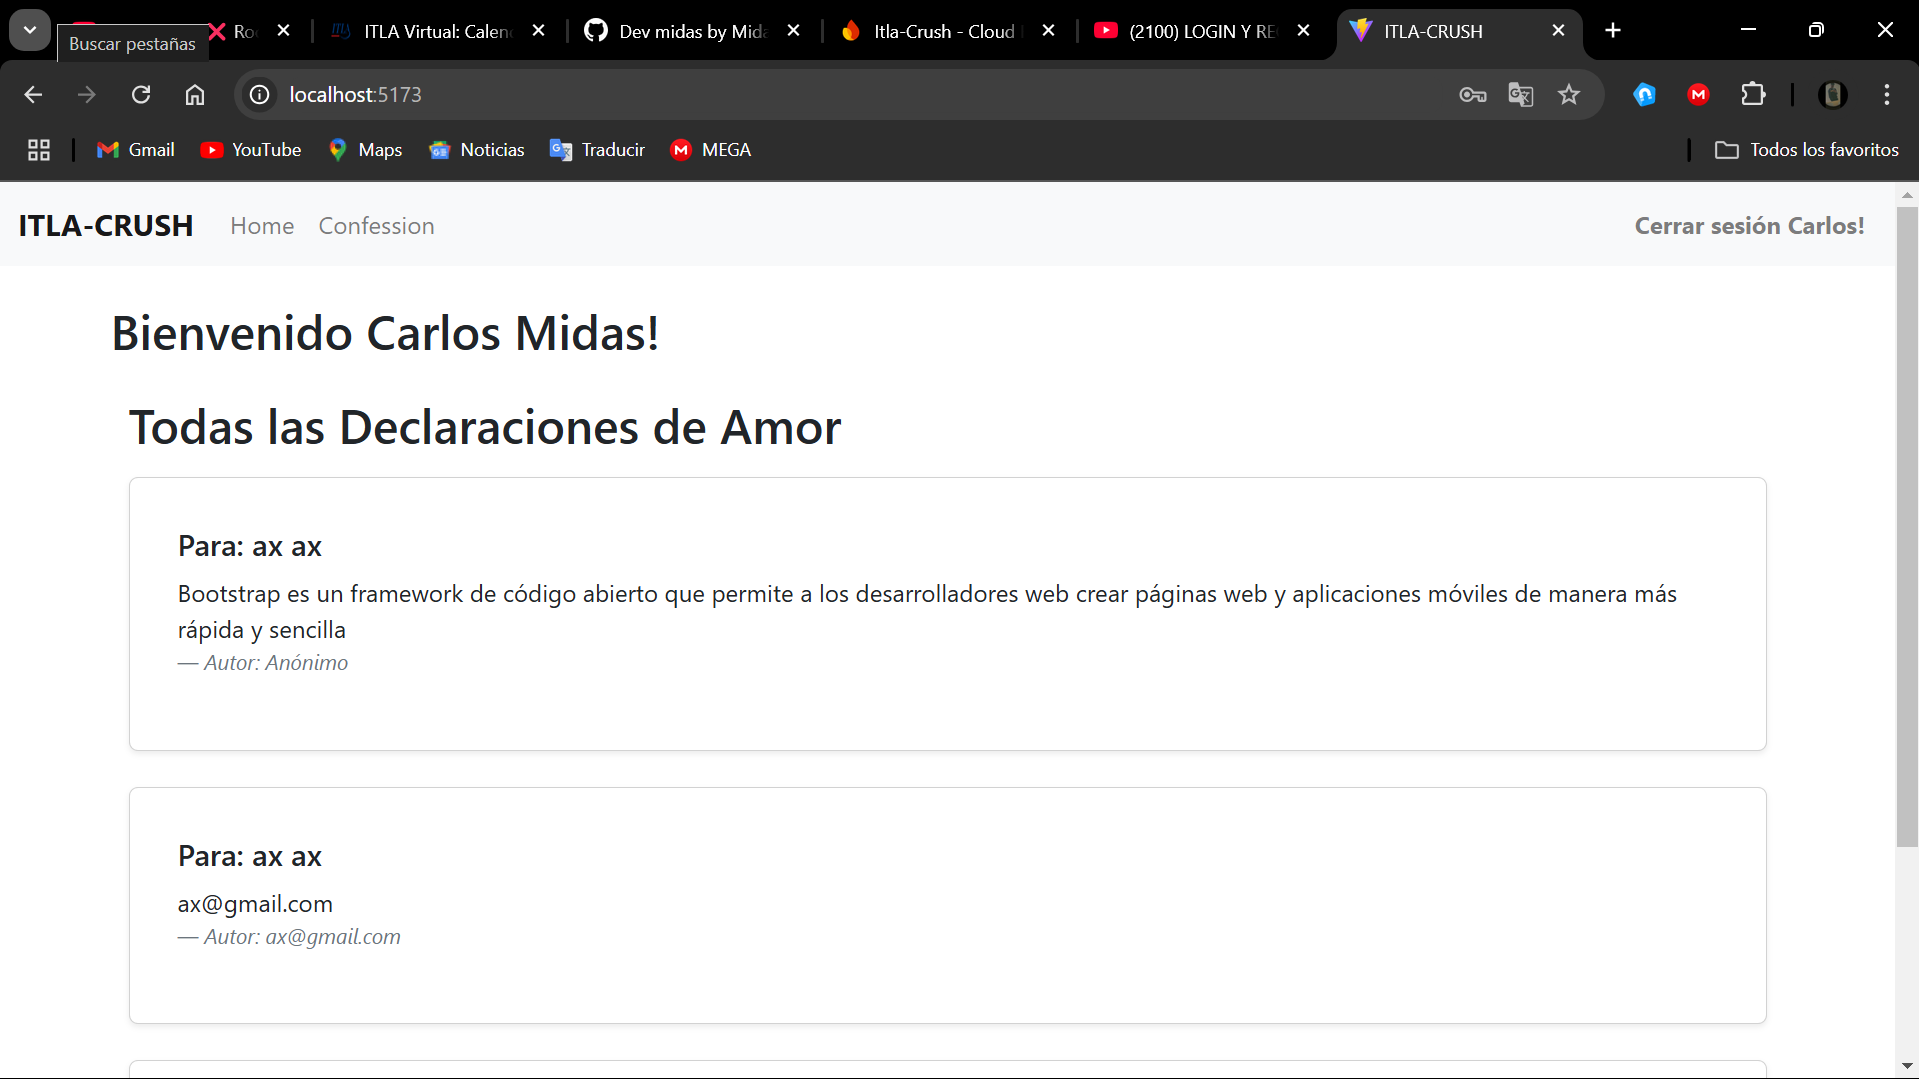 Ro
ITLA Virtual: Calen
Dev midas by Mida
Itla-Crush - Cloud
(2100) LOGIN Y RE
ITLA-CRUSH
Buscar pestañas
localhost:5173
Gmail
YouTube
Maps
Noticias
Traducir
MEGA
Todos los favoritos
ITLA-CRUSH
Home
Confession
Cerrar sesión Carlos!
Bienvenido Carlos Midas!
Todas las Declaraciones de Amor
Para: ax ax
Bootstrap es un framework de código abierto que permite a los desarrolladores web crear páginas web y aplicaciones móviles de manera más
rápida y sencilla
— Autor: Anónimo
Para: ax ax
ax@gmail.com
— Autor: ax@gmail.com